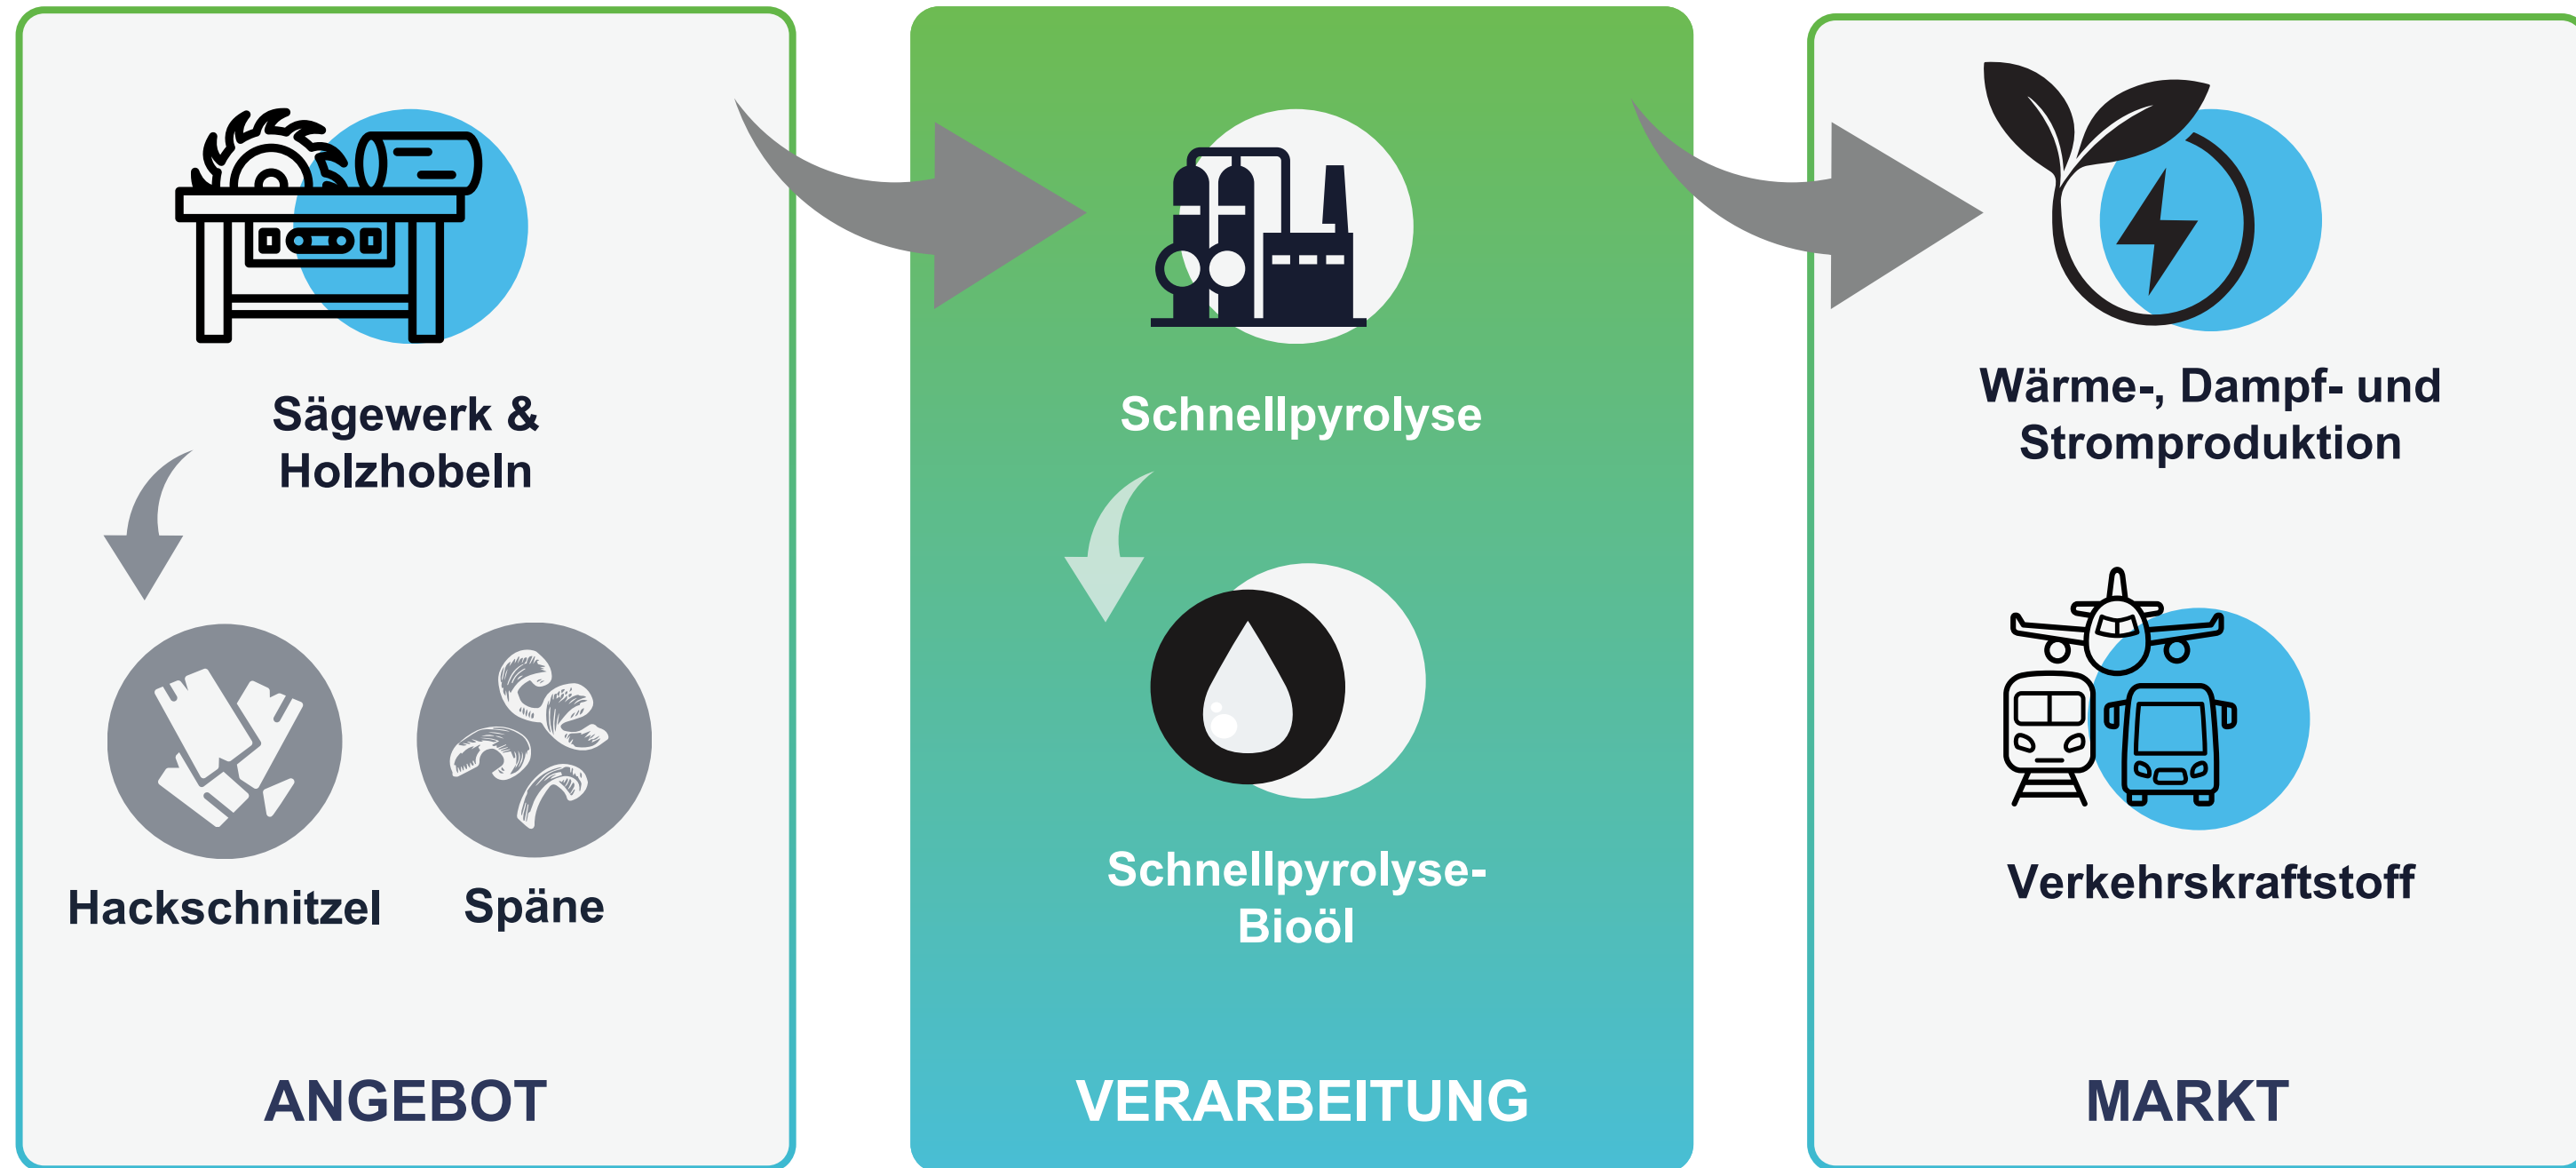 Sägewerk &
Holzhobeln
Hackschnitzel
Späne
ANGEBOT
Schnellpyrolyse
Schnellpyrolyse-
Bioöl
VERARBEITUNG
Wärme-, Dampf- und
Stromproduktion
Verkehrskraftstoff
MARKT